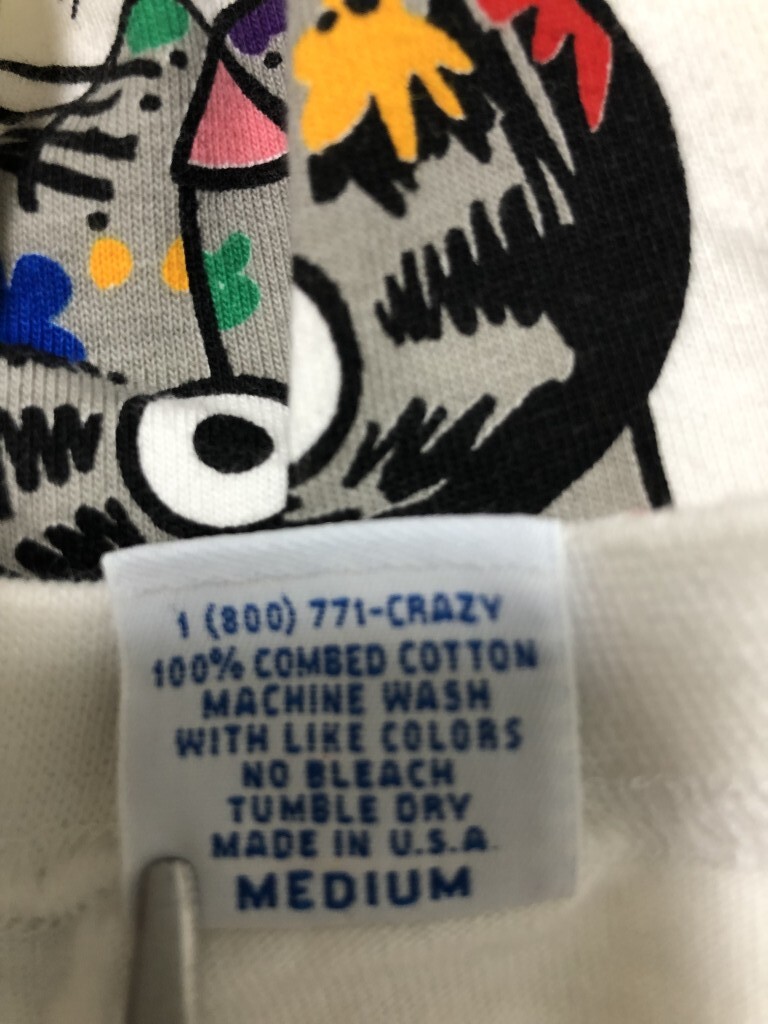 1 (800) 771-CRAZY
100% COMBED COTTON
MACHINE WASH
WITH LIKE COLORS
NO BLEACH
TUMBLE DRY
MADE IN U.S.A.
MEDIUM